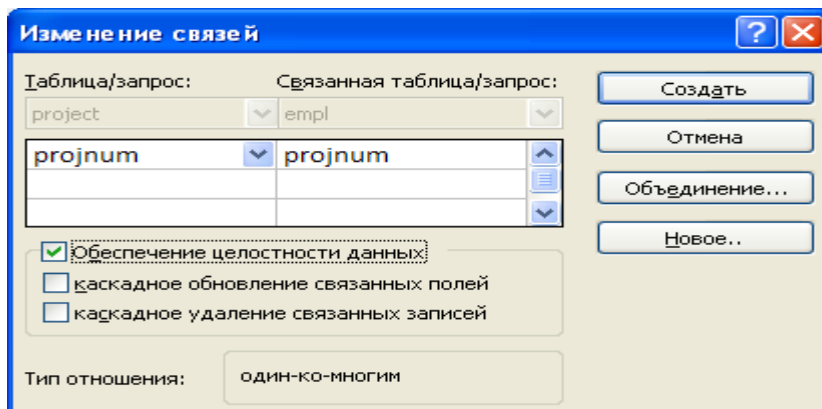 Изменение связей
Таблица/запрос: Связанная таблица/запрос:
project empl
projnum projnum
Обеспечение целостности данных
каскадное обновление связанных полей
каскадное удаление связанных записей
Тип отношения: один-ко-многим
Создать
Отмена
Объединение...
Новое..